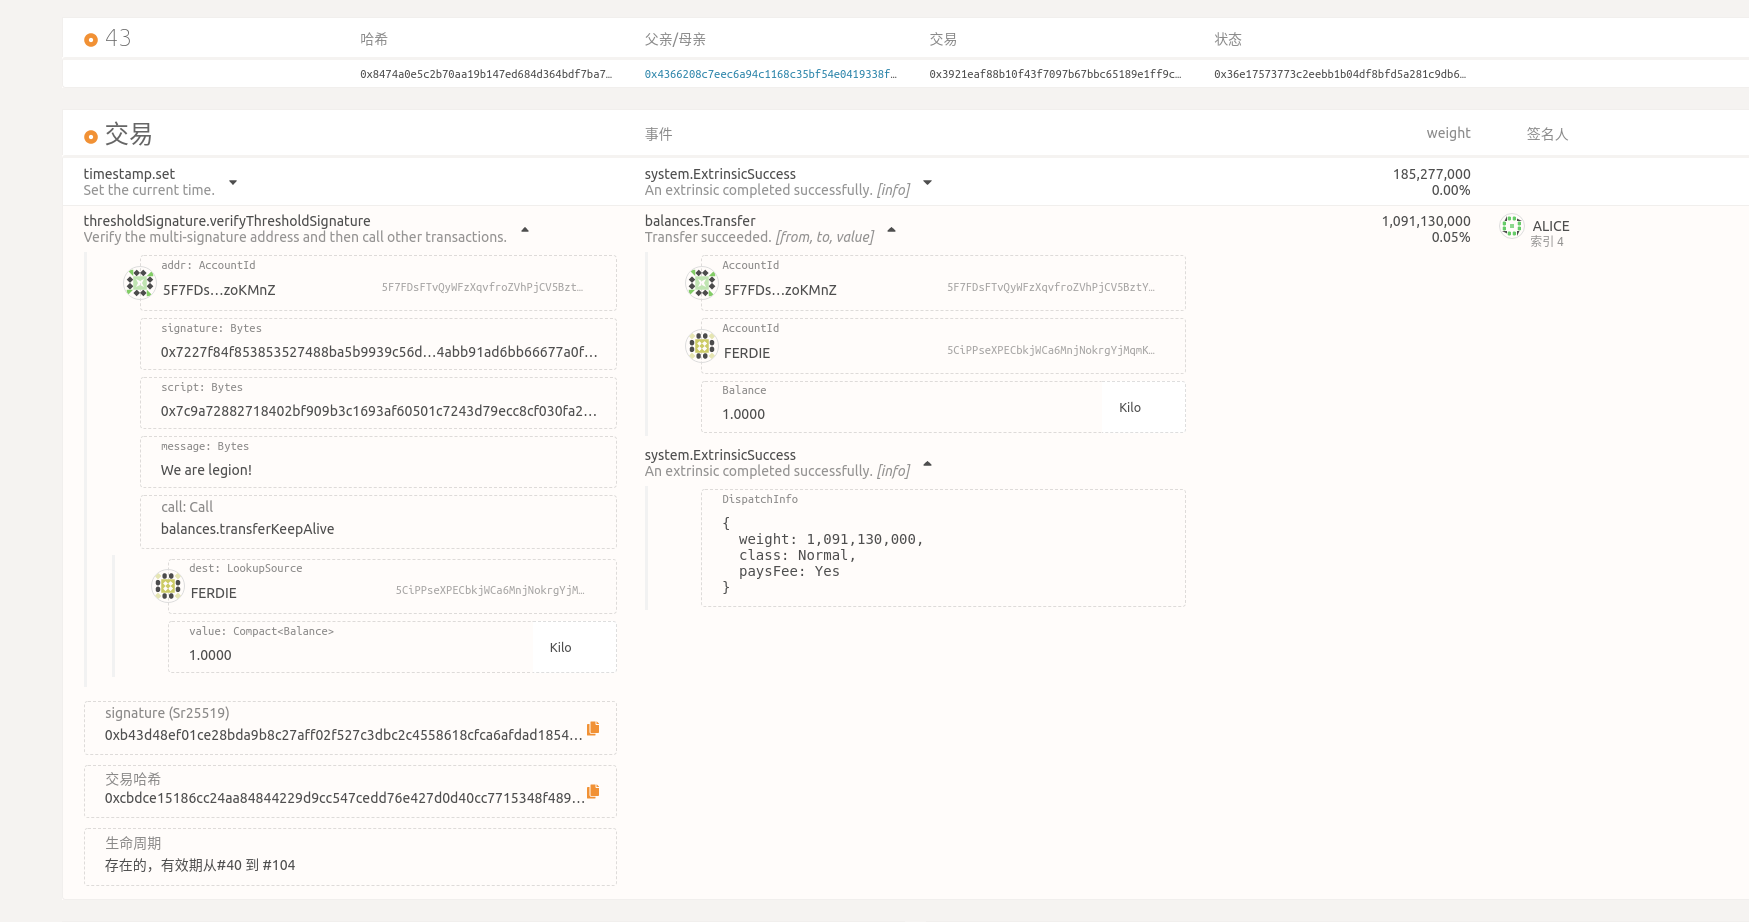 43 哈希 父亲/母亲 交易 状态
0x8474a0e5c2b70aa19b147ed684d364bdf7ba7… 0x4366208c7eec6a94c1168c35bf54e0419338f… 0x3921eaf88b10f43f7097b67bbc65189e1ff9c… 0x36e17573773c2eebb1b04df8bfd5a281c9db6…
交易 事件 weight 签名人
timestamp.set system.ExtrinsicSuccess 185,277,000
Set the current time. An extrinsic completed successfully. [info] 0.00%
thresholdSignature.verifyThresholdSignature balances.Transfer 1,091,130,000 ALICE
Verify the multi-signature address and then call other transactions. Transfer succeeded. [from, to, value] 0.05% 索引 4
addr: AccountId AccountId
5F7FDs…zoKMnZ 5F7FDsFTvQyWFzXqvfroZVhPjCV5Bzt… 5F7FDs…zoKMnZ 5F7FDsFTvQyWFzXqvfroZVhPjCV5BztY…
signature: Bytes AccountId
0x7227f84f853853527488ba5b9939c56d…4abb91ad6bb66677a0f… FERDIE 5CiPPseXPECbkjWCa6MnjNokrgYjMqmK…
script: Bytes Balance
0x7c9a72882718402bf909b3c1693af60501c7243d79ecc8cf030fa2… 1.0000 Kilo
message: Bytes system.ExtrinsicSuccess
We are legion! An extrinsic completed successfully. [info]
call: Call DispatchInfo
balances.transferKeepAlive {
weight: 1,091,130,000,
class: Normal,
dest: LookupSource paysFee: Yes
FERDIE 5CiPPseXPECbkjWCa6MnjNokrgYjM… }
value: Compact<Balance>
1.0000 Kilo
signature (Sr25519)
0xb43d48ef01ce28bda9b8c27aff02f527c3dbc2c4558618cfca6afdad1854…
交易哈希
0xcbdce15186cc24aa84844229d9cc547cedd76e427d0d40cc7715348f489…
生命周期
存在的，有效期从#40 到 #104